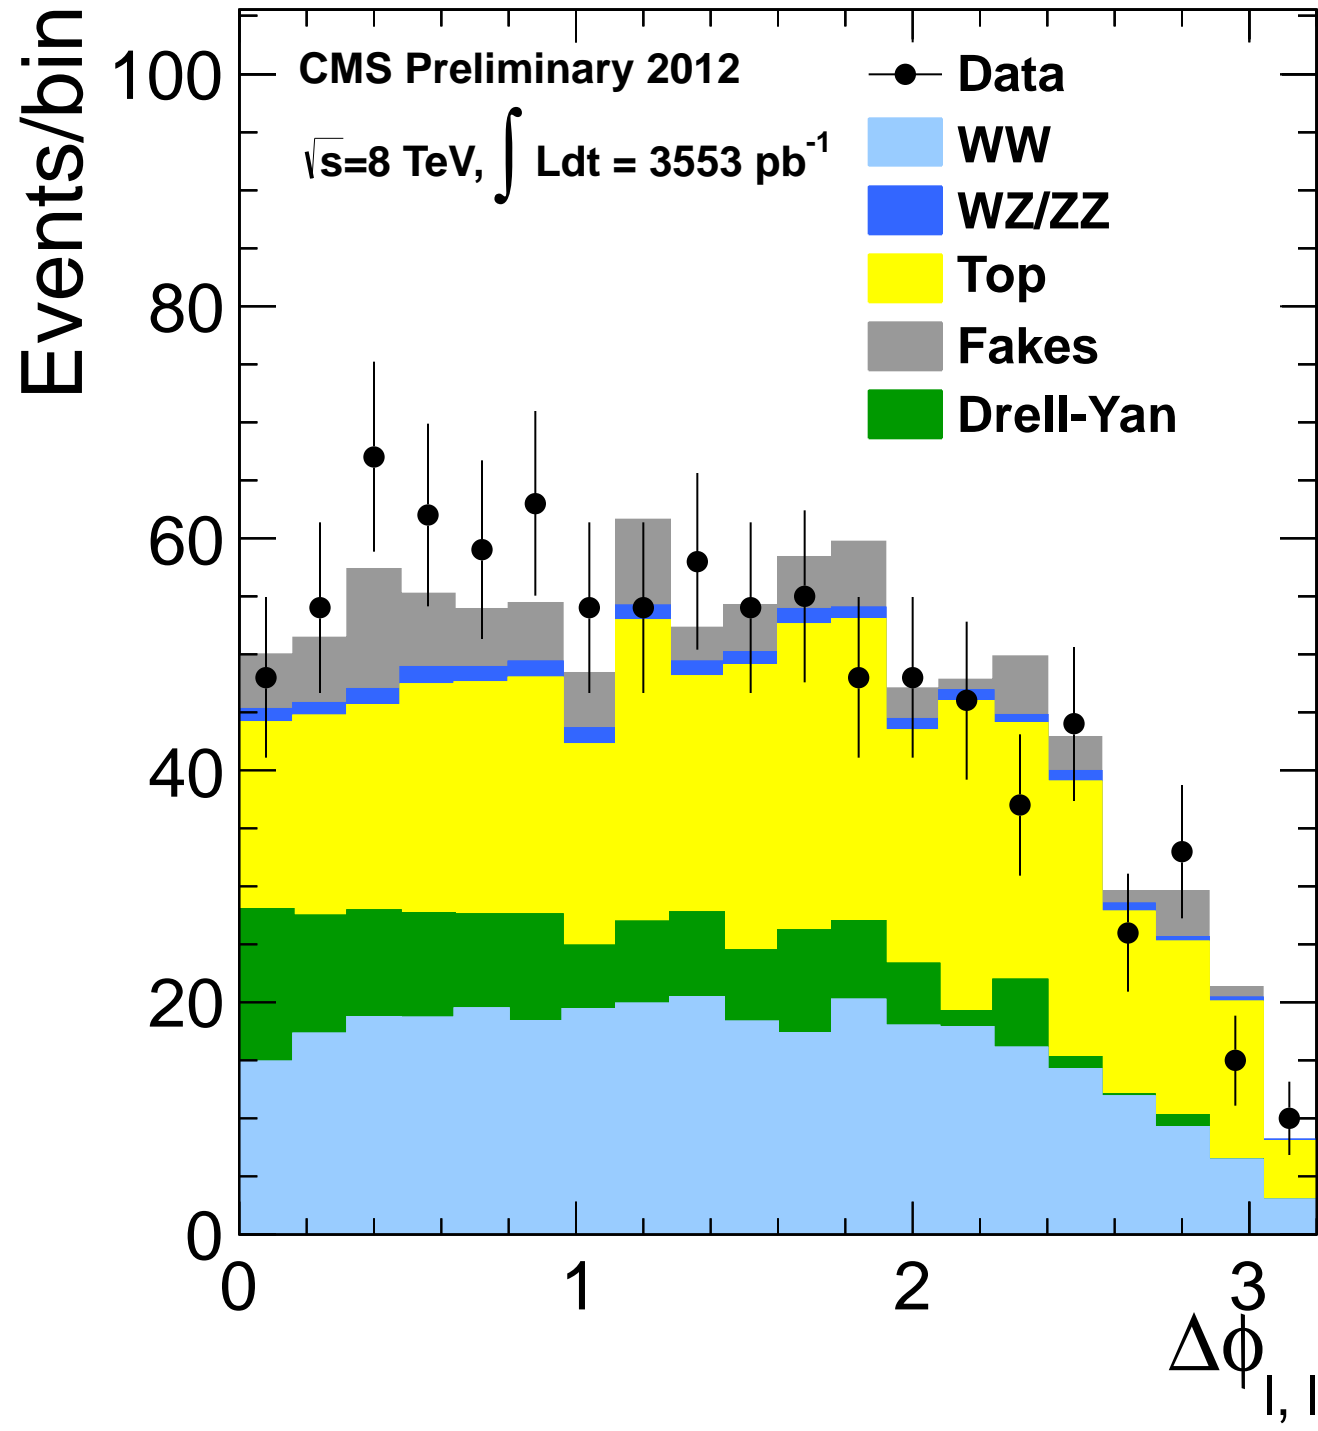 Events/bin
100
80
60
40
20
0
CMS Preliminary 2012
√s=8 TeV, ∫ Ldt = 3553 pb⁻¹
Data
WW
WZ/ZZ
Top
Fakes
Drell-Yan
0 1 2 3
Δϕ l, l